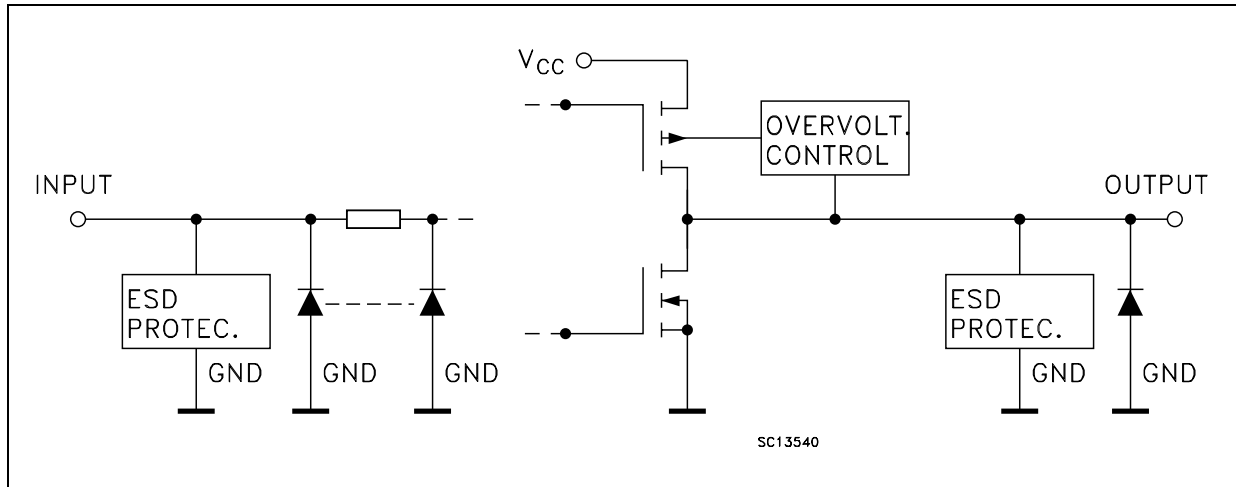 VCC
OVERVOLT.
CONTROL
INPUT
OUTPUT
ESD
PROTEC.
GND
GND
GND
ESD
PROTEC.
GND
GND
SC13540